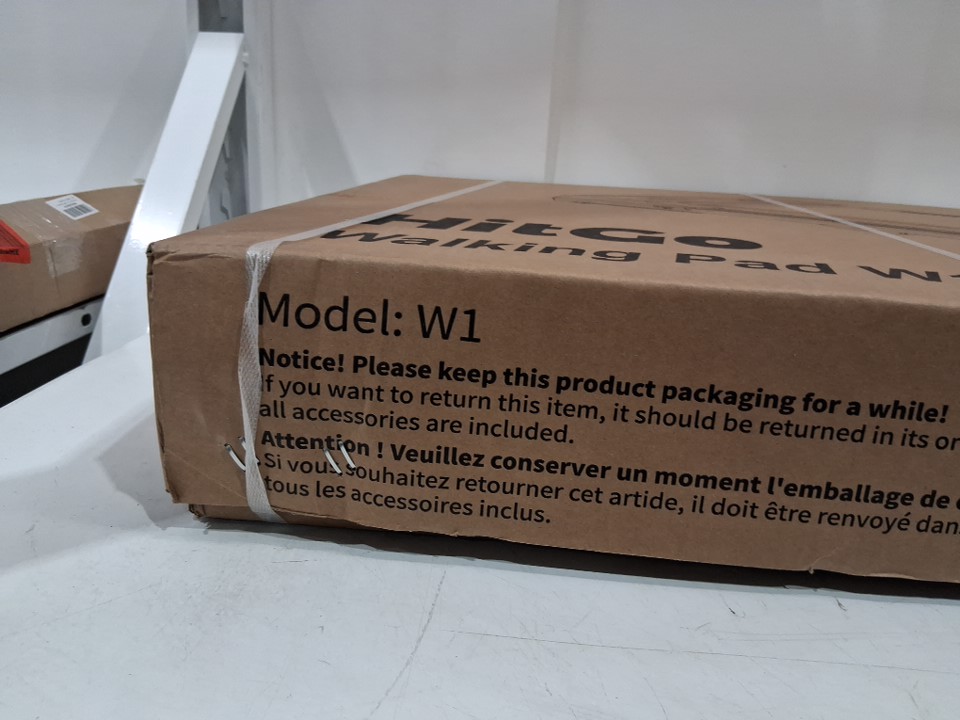 HitGo
Walking Pad W1
Model: W1
Notice! Please keep this product packaging for a while!
If you want to return this item, it should be returned in its
all accessories are included.
Attention ! Veuillez conserver un moment l'emballage de
Si vous souhaitez retourner cet artide, il doit être renvoyé
tous les accessoires inclus.